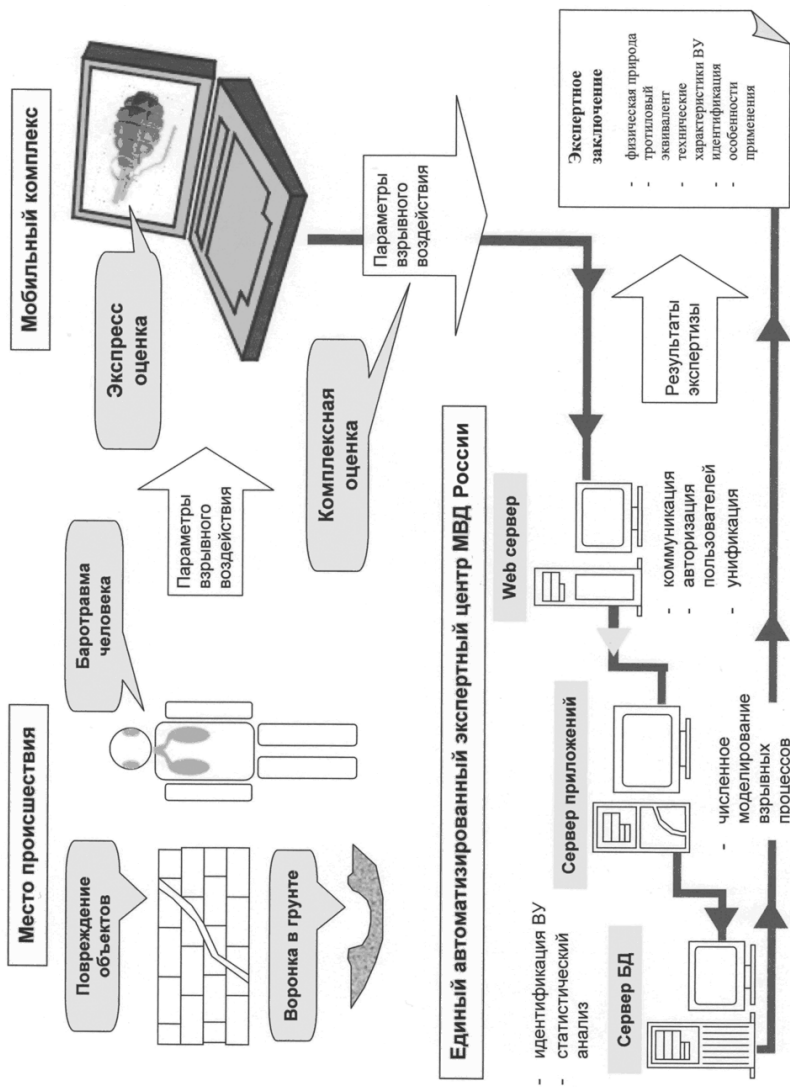 Место происшествия
Мобильный комплекс
Повреждение
объектов
Баротравма
человека
Экспресс
оценка
Воронка в грунте
Параметры
взрывного
воздействия
Комплексная
оценка
Параметры
взрывного
воздействия
Единый автоматизированный экспертный центр МВД России
- идентификация ВУ
- статистический
анализ
Сервер БД
Сервер приложений
- численное
моделирование
взрывных
процессов
Web сервер
- коммуникация
- авторизация
пользователей
- унификация
Результаты
экспертизы
Экспертное
заключение
- физическая природа
- тротиловый
эквивалент
- технические
характеристики ВУ
- идентификация
- особенности
применения